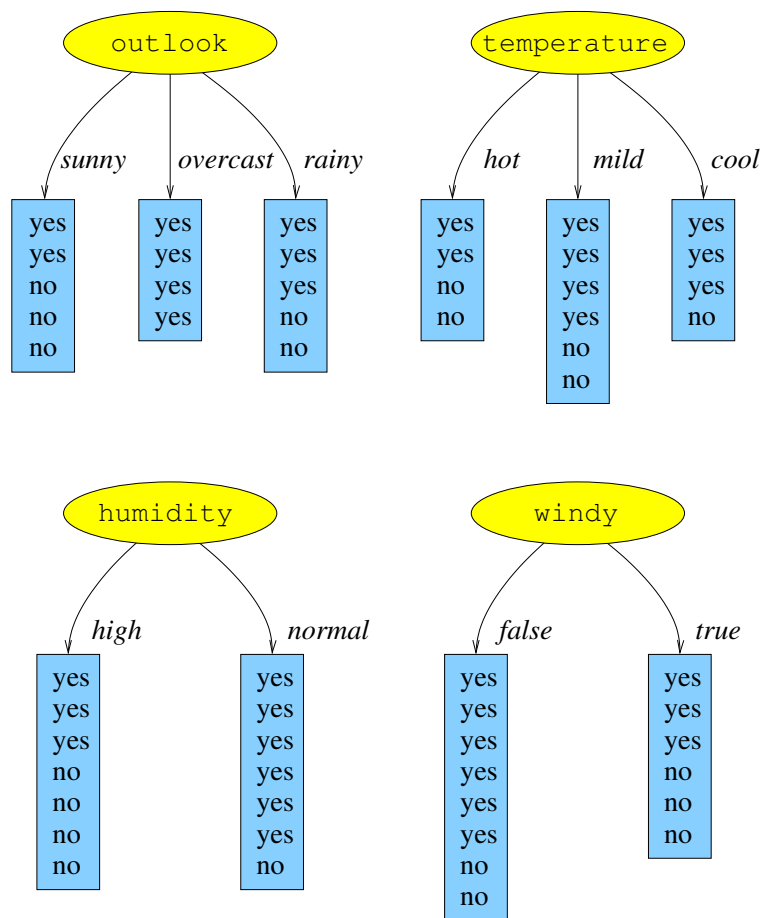 outlook
sunny
overcast
rainy
yes
yes
no
no
no
yes
yes
yes
yes
yes
yes
yes
no
no
temperature
hot
mild
cool
yes
yes
no
no
yes
yes
yes
yes
no
no
yes
yes
yes
no
humidity
high
normal
yes
yes
yes
no
no
no
no
yes
yes
yes
yes
yes
yes
no
windy
false
true
yes
yes
yes
yes
yes
yes
no
no
yes
yes
yes
no
no
no